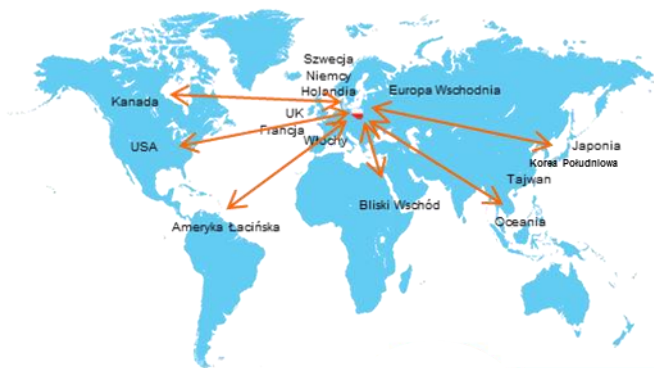 Szwecja
Niemcy
Holandia
Europa Wschodnia
Kanada
UK
Francja
Włochy
USA
Japonia
Korea Południowa
Tajwan
Bliski Wschód
Oceania
Ameryka Łacińska